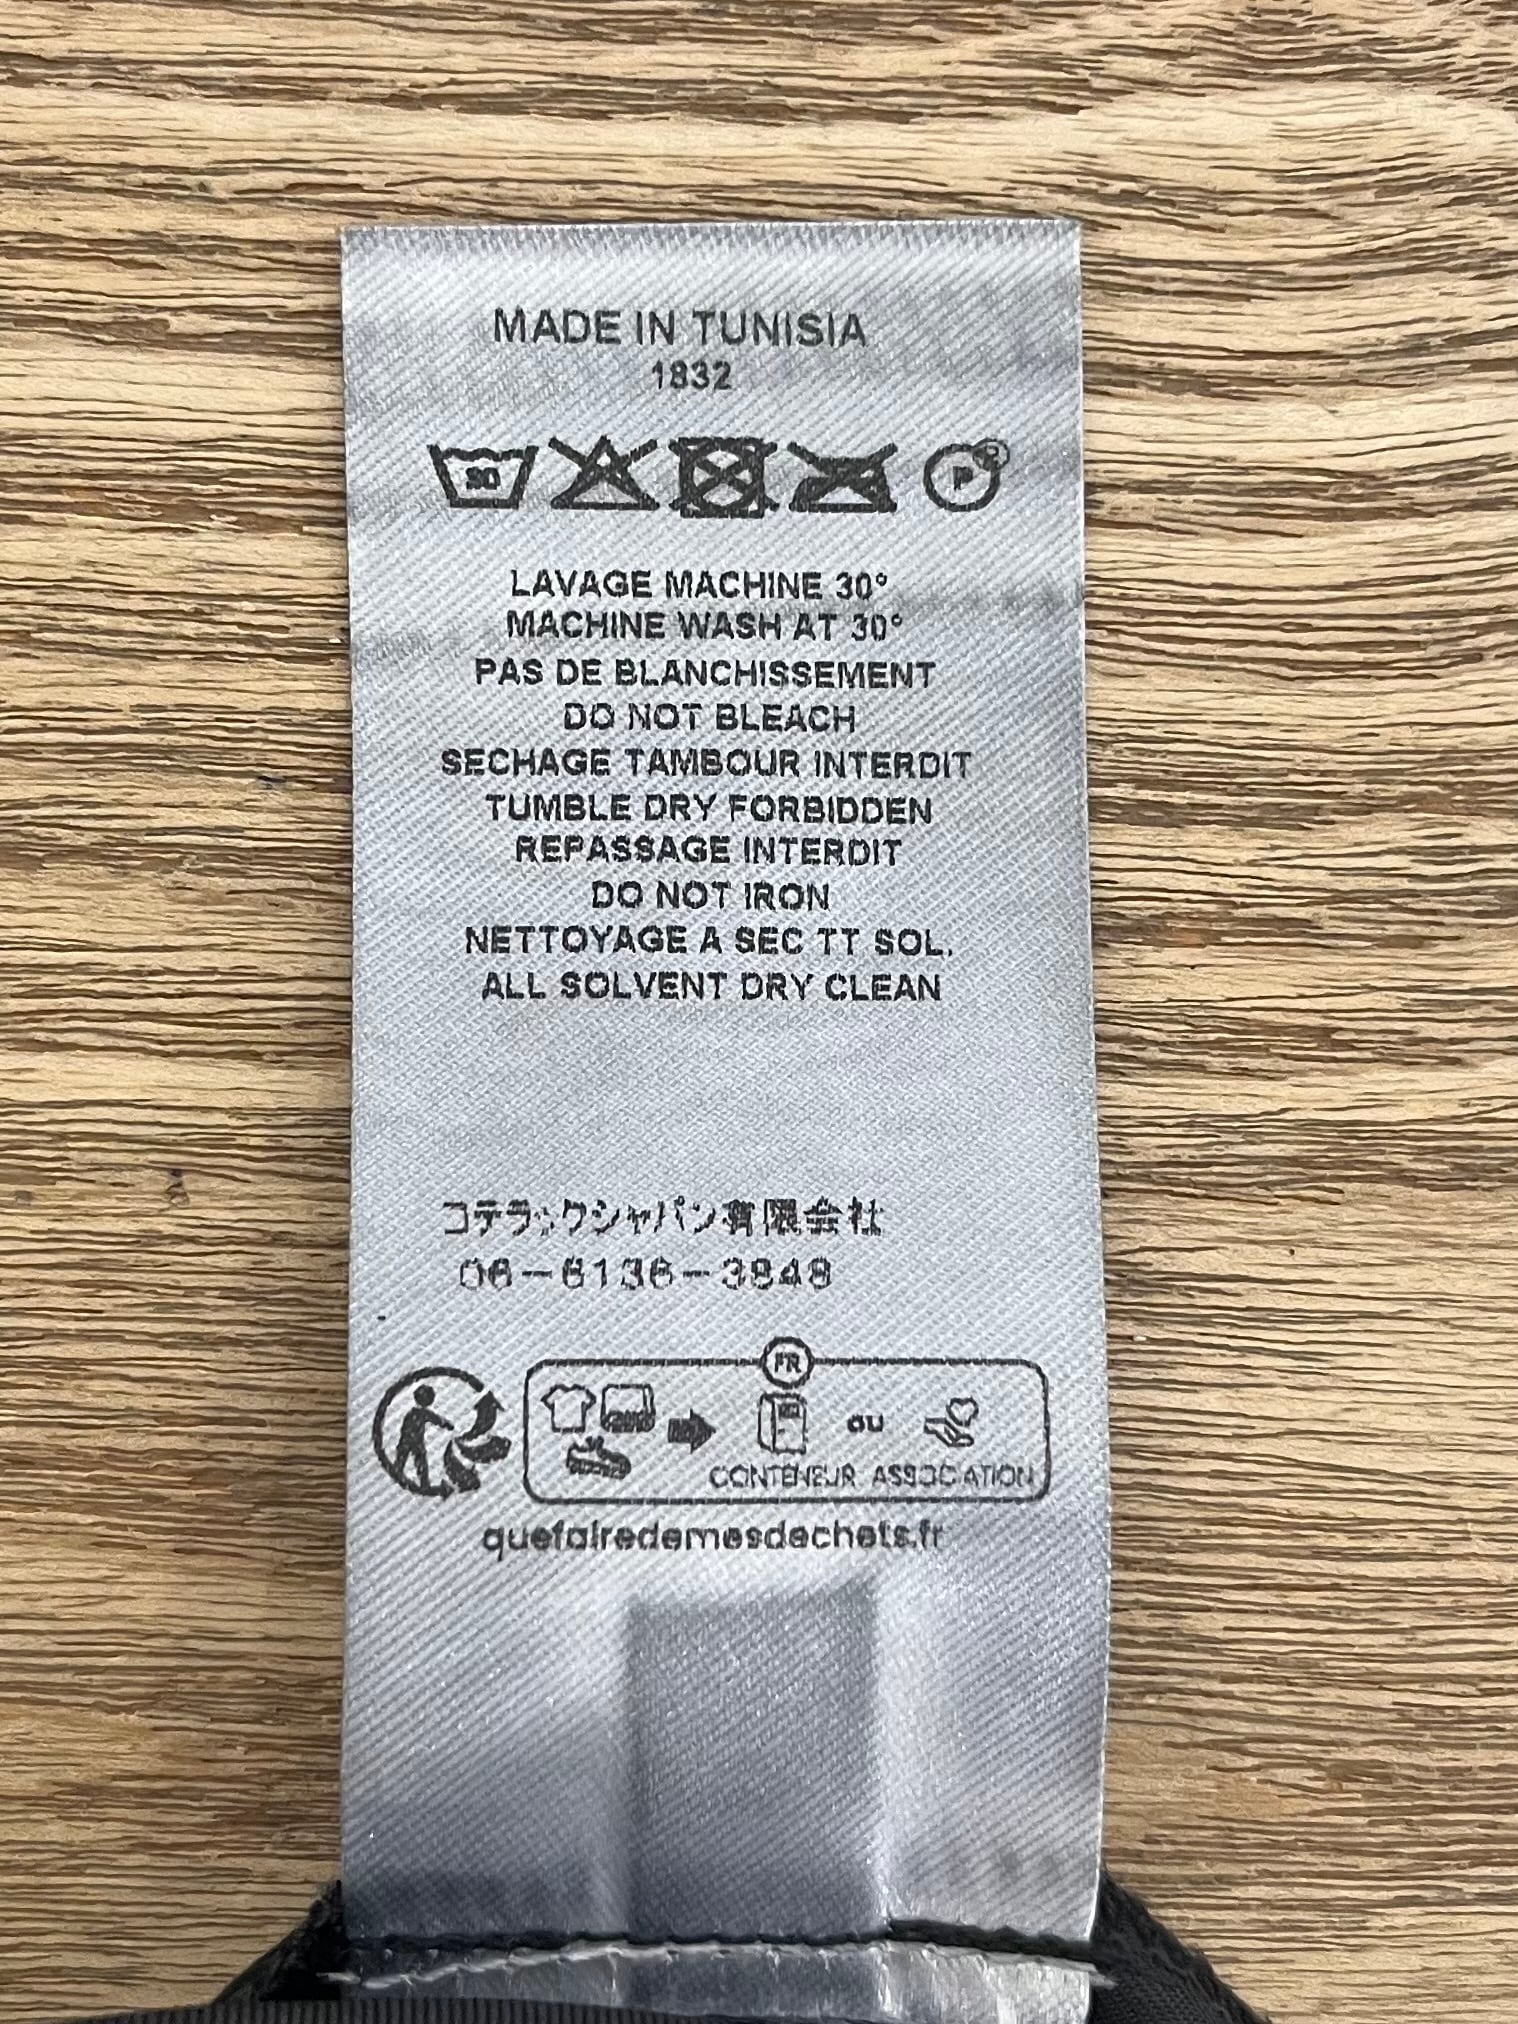 MADE IN TUNISIA
1832
30 P
LAVAGE MACHINE 30°
MACHINE WASH AT 30°
PAS DE BLANCHISSEMENT
DO NOT BLEACH
SECHAGE TAMBOUR INTERDIT
TUMBLE DRY FORBIDDEN
REPASSAGE INTERDIT
DO NOT IRON
NETTOYAGE A SEC TT SOL.
ALL SOLVENT DRY CLEAN
コテラックジャパン有限会社
06-6136-3848
FR
ou
CONTENEUR ASSOCIATION
quefairedemesdechets.fr